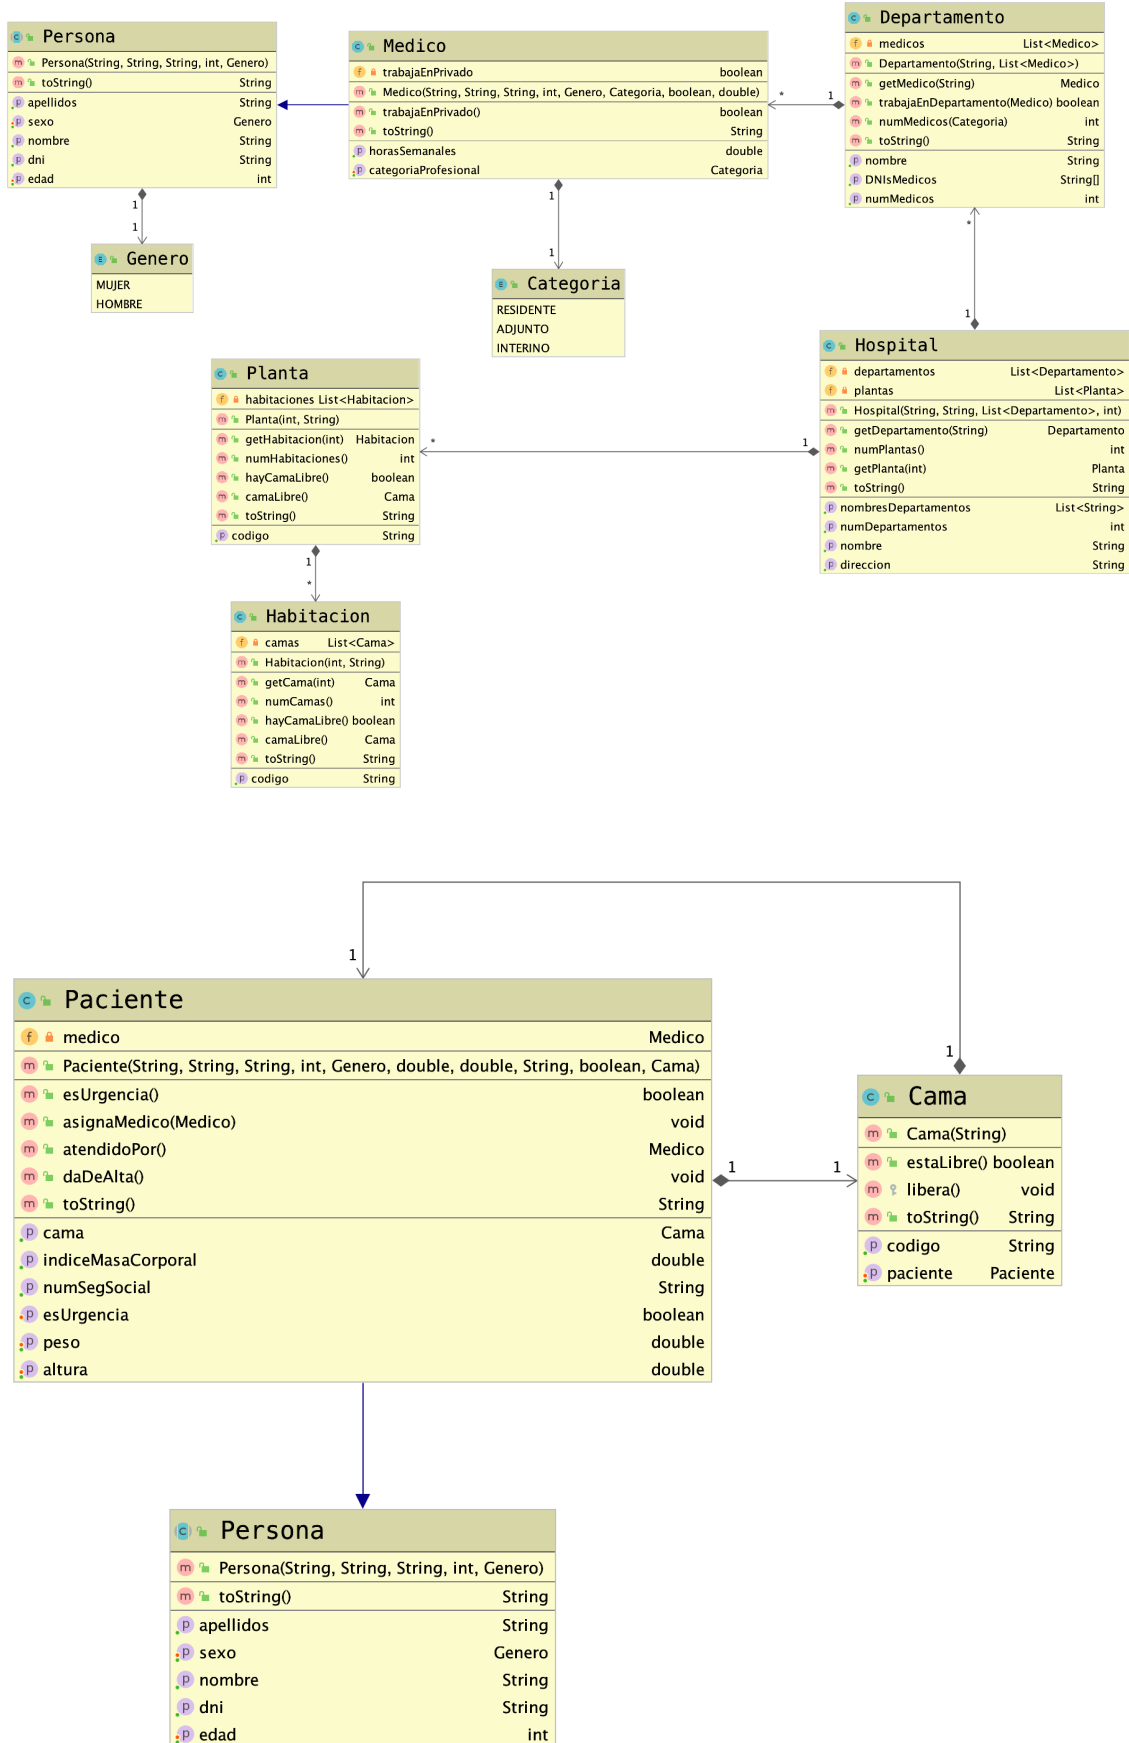 Persona
Persona(String, String, String, int, Genero)
toString() String
apellidos String
sexo Genero
nombre String
dni String
edad int
1
1
Genero
MUJER
HOMBRE
Medico
trabajaEnPrivado boolean
Medico(String, String, String, int, Genero, Categoria, boolean, double)
trabajaEnPrivado() boolean
toString() String
horasSemanales double
categoriaProfesional Categoria
* 1
1
1
Categoria
RESIDENTE
ADJUNTO
INTERINO
Departamento
medicos List<Medico>
Departamento(String, List<Medico>)
getMedico(String) Medico
trabajaEnDepartamento(Medico) boolean
numMedicos(Categoria) int
toString() String
nombre String
DNIsMedicos String[]
numMedicos int
*
1
Hospital
departamentos List<Departamento>
plantas List<Planta>
Hospital(String, String, List<Departamento>, int)
getDepartamento(String) Departamento
numPlantas() int
getPlanta(int) Planta
toString() String
nombresDepartamentos List<String>
numDepartamentos int
nombre String
direccion String
* 1
Planta
habitaciones List<Habitacion>
Planta(int, String)
getHabitacion(int) Habitacion
numHabitaciones() int
hayCamaLibre() boolean
camaLibre() Cama
toString() String
codigo String
1
*
Habitacion
camas List<Cama>
Habitacion(int, String)
getCama(int) Cama
numCamas() int
hayCamaLibre() boolean
camaLibre() Cama
toString() String
codigo String
1
Paciente
medico Medico
Paciente(String, String, String, int, Genero, double, double, String, boolean, Cama)
esUrgencia() boolean
asignaMedico(Medico) void
atendidoPor() Medico
daDeAlta() void
toString() String
cama Cama
indiceMasaCorporal double
numSegSocial String
esUrgencia boolean
peso double
altura double
1 1
1
Cama
Cama(String)
estaLibre() boolean
libera() void
toString() String
codigo String
paciente Paciente
Persona
Persona(String, String, String, int, Genero)
toString() String
apellidos String
sexo Genero
nombre String
dni String
edad int